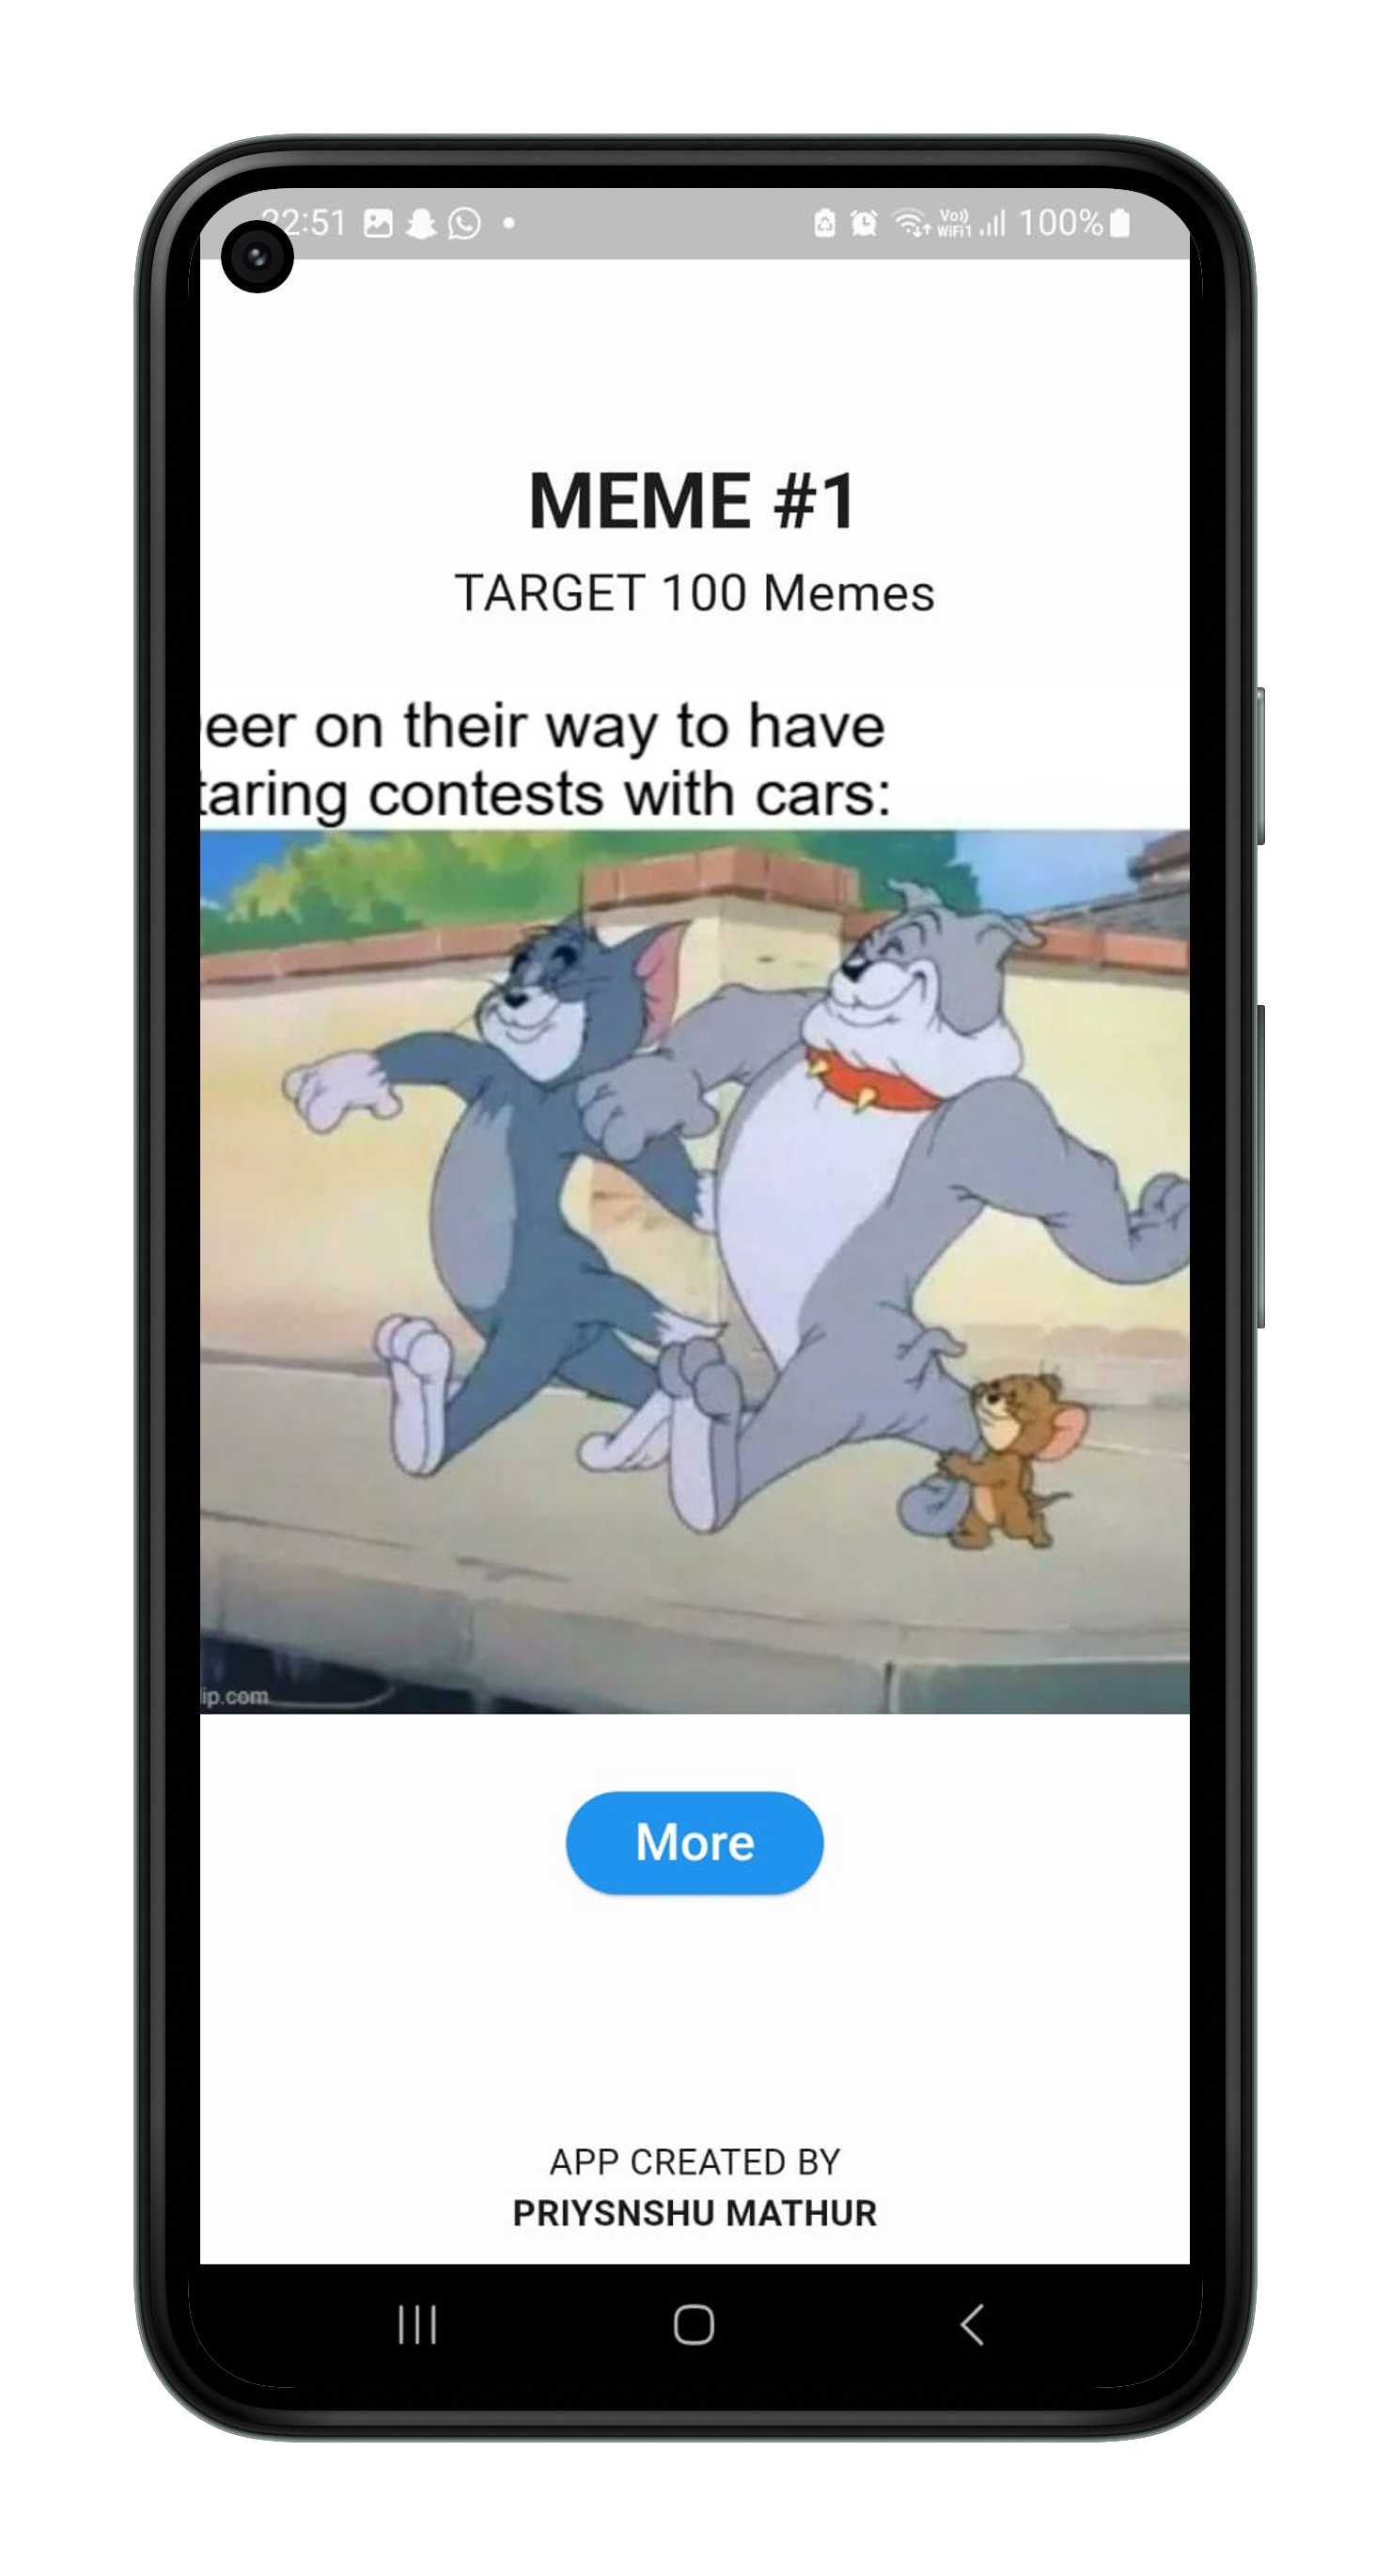 22:51 Vo)) WiFi1 100%
MEME #1
TARGET 100 Memes
eer on their way to have
taring contests with cars:
ip.com
More
APP CREATED BY
PRIYSNSHU MATHUR